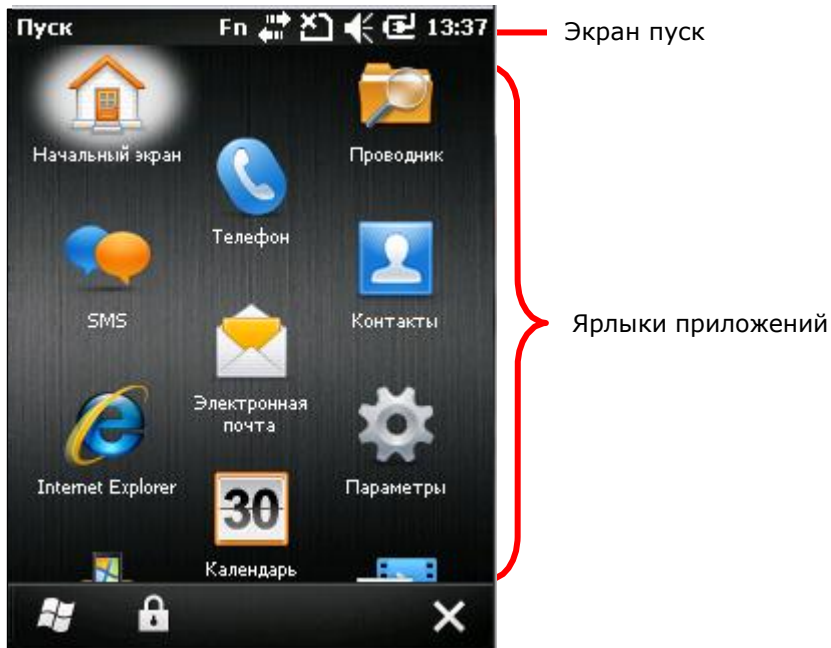 Пуск Fn 13:37
Экран пуск
Начальный экран
Проводник
Телефон
SMS
Контакты
Ярлыки приложений
Электронная
почта
Internet Explorer
Параметры
30
Календарь